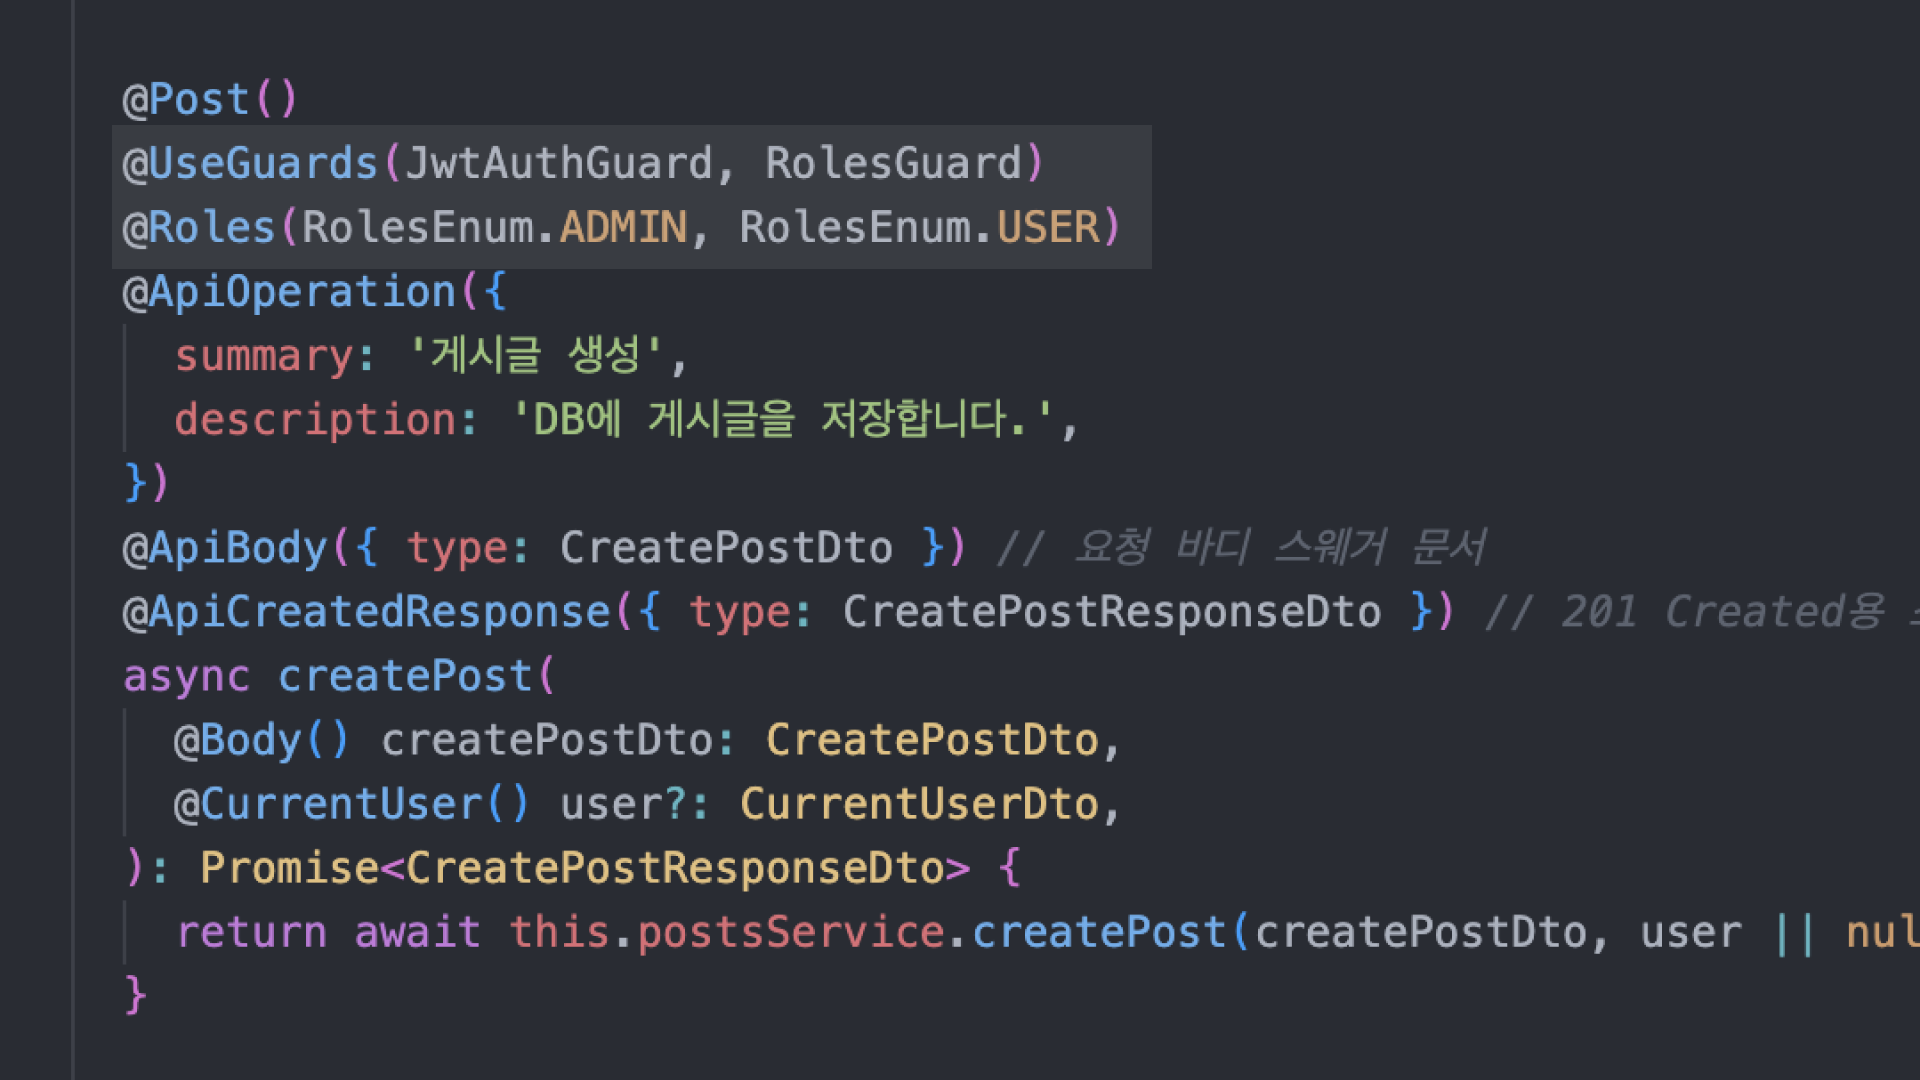 @Post()
@UseGuards(JwtAuthGuard, RolesGuard)
@Roles(RolesEnum.ADMIN, RolesEnum.USER)
@ApiOperation({
  summary: '게시글 생성',
  description: 'DB에 게시글을 저장합니다.',
})
@ApiBody({ type: CreatePostDto }) // 요청 바디 스웨거 문서
@ApiCreatedResponse({ type: CreatePostResponseDto }) // 201 Created용
async createPost(
  @Body() createPostDto: CreatePostDto,
  @CurrentUser() user?: CurrentUserDto,
): Promise<CreatePostResponseDto> {
  return await this.postsService.createPost(createPostDto, user || nul
}